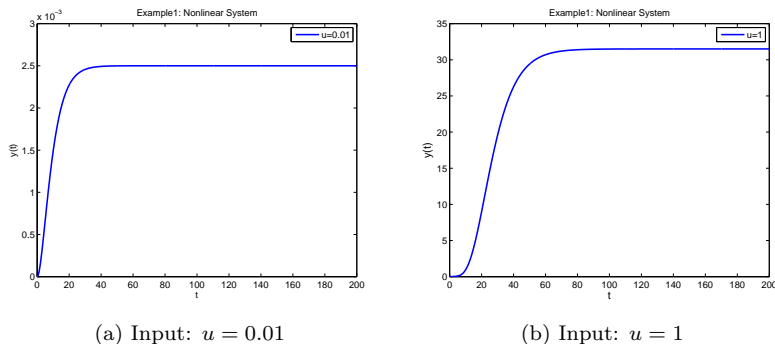 Example1: Nonlinear System
x 10⁻³
3
2.5
2
1.5
1
0.5
0
y(t)
0 20 40 60 80 100 120 140 160 180 200
t
u=0.01
(a) Input: u = 0.01
Example1: Nonlinear System
35
30
25
20
15
10
5
0
y(t)
0 20 40 60 80 100 120 140 160 180 200
t
u=1
(b) Input: u = 1